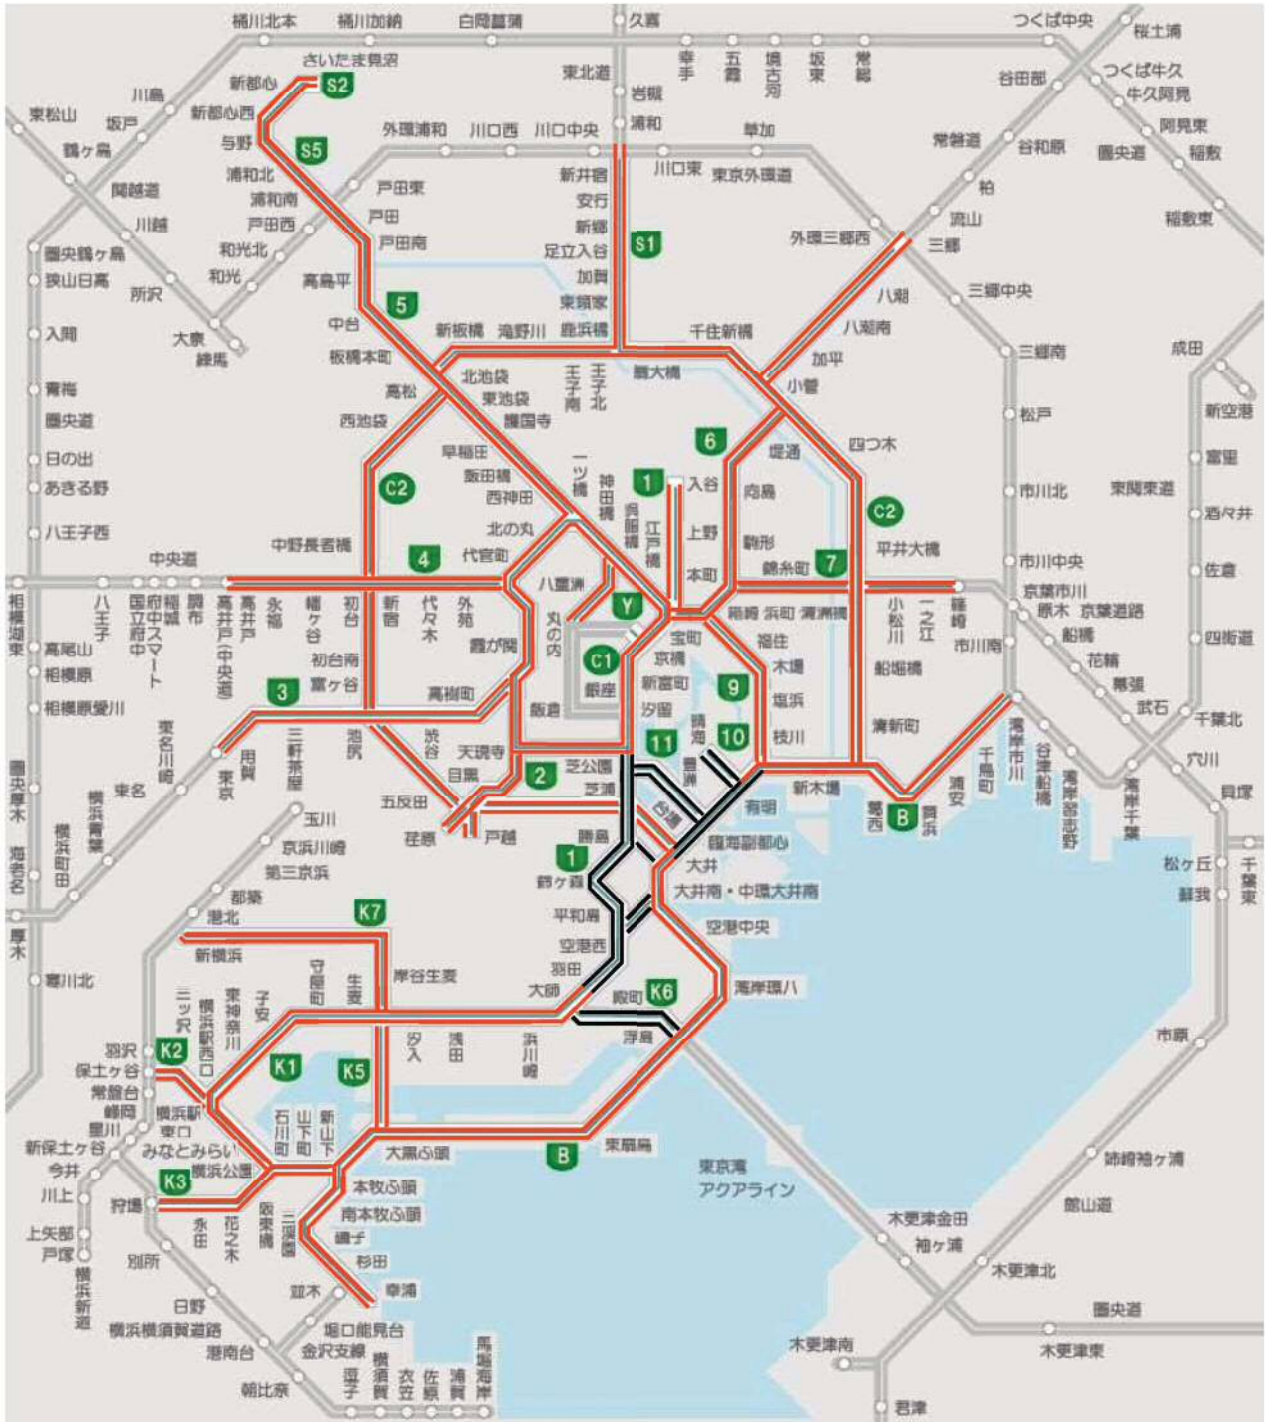 桶川北本
桶川加納
白岡菖蒲
久喜
幸手
五霞
境古河
坂東
常総
つくば中央
桜土浦
さいたま見沼
新都心
S2
東北道
谷田部
つくば牛久
牛久阿見
川島
新都心西
岩槻
東松山
坂戸
与野
外環浦和
川口西
川口中央
浦和
草加
常磐道
谷和原
阿見東
圏央道
稲敷
鶴ヶ島
S5
関越道
浦和北
浦和南
戸田東
新井宿
安行
川口東
東京外環道
柏
稲敷東
川越
戸田西
戸田
新郷
流山
圏央鶴ヶ島
和光北
戸田南
足立入谷
S1
外環三郷西
三郷
狭山日高
和光
高島平
加賀
八潮
三郷中央
所沢
5
東領家
八潮南
入間
大泉
練馬
中台
新板橋
滝野川
鹿浜橋
千住新橋
加平
三郷南
成田
板橋本町
北池袋
王子南
王子北
扇大橋
小菅
新空港
青梅
高松
東池袋
圏央道
西池袋
護国寺
松戸
日の出
早稲田
6
堤通
四つ木
富里
あきる野
C2
飯田橋
一ツ橋
神田橋
1
入谷
向島
市川北
東関東道
八王子西
西神田
呉服橋
江戸橋
上野
C2
酒々井
北の丸
駒形
平井大橋
中央道
中野長者橋
4
代官町
八重洲
本町
錦糸町
7
市川中央
佐倉
相模湖東
八王子
国立府中
府中スマート
稲城
調布
高井戸(中央道)
高井戸
永福
幡ヶ谷
初台
新宿
代々木
外苑
Y
丸の内
箱崎
浜町
清洲橋
小松川
一之江
篠崎
京葉市川
原木
京葉道路
高尾山
初台南
霞が関
宝町
福住
船橋
四街道
相模原
富ヶ谷
C1
京橋
木場
船堀橋
市川南
花輪
3
高樹町
銀座
新富町
9
塩浜
幕張
相模原愛川
飯倉
汐留
武石
千葉北
東名川崎
用賀
東京
三軒茶屋
池尻
渋谷
天現寺
11
晴海
10
枝川
清新町
目黒
2
芝公園
豊洲
新木場
葛西
B
舞浜
浦安
千鳥町
湾岸市川
谷津船橋
湾岸習志野
湾岸千葉
穴川
圏央厚木
東名
五反田
芝浦
台場
有明
貝塚
横浜青葉
玉川
荏原
戸越
勝島
臨海副都心
横浜町田
京浜川崎
1
大井
松ヶ丘
千葉東
海老名
第三京浜
鈴ヶ森
大井南・中環大井南
蘇我
都築
K7
平和島
空港中央
厚木
港北
空港西
新横浜
岸谷生麦
羽田
湾岸環八
寒川北
守屋町
生麦
大師
殿町
K6
三ッ沢
横浜駅西口
東神奈川
子安
汐入
浅田
浜川崎
浮島
市原
羽沢
K2
保土ヶ谷
K1
K5
常盤台
峰岡
横浜駅
東口
石川町
山下町
新山下
星川
みなとみらい
新保土ヶ谷
横浜公園
大黒ふ頭
B
東扇島
今井
K3
本牧ふ頭
東京湾
アクアライン
姉崎袖ヶ浦
川上
狩場
永田
花之木
阪東橋
三渓園
南本牧ふ頭
館山道
上矢部
磯子
木更津金田
戸塚
別所
杉田
袖ヶ浦
横浜新道
並木
幸浦
木更津北
日野
圏央道
横浜横須賀道路
堀口能見台
港南台
金沢支線
木更津南
木更津東
朝比奈
逗子
横須賀
衣笠
佐原
浦賀
馬堀海岸
君津